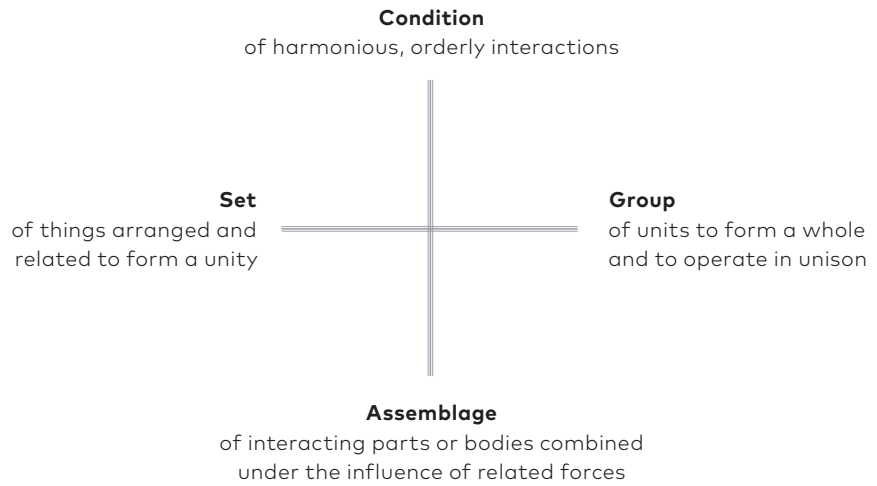 Condition
of harmonious, orderly interactions
Set
of things arranged and
related to form a unity
Group
of units to form a whole
and to operate in unison
Assemblage
of interacting parts or bodies combined
under the influence of related forces